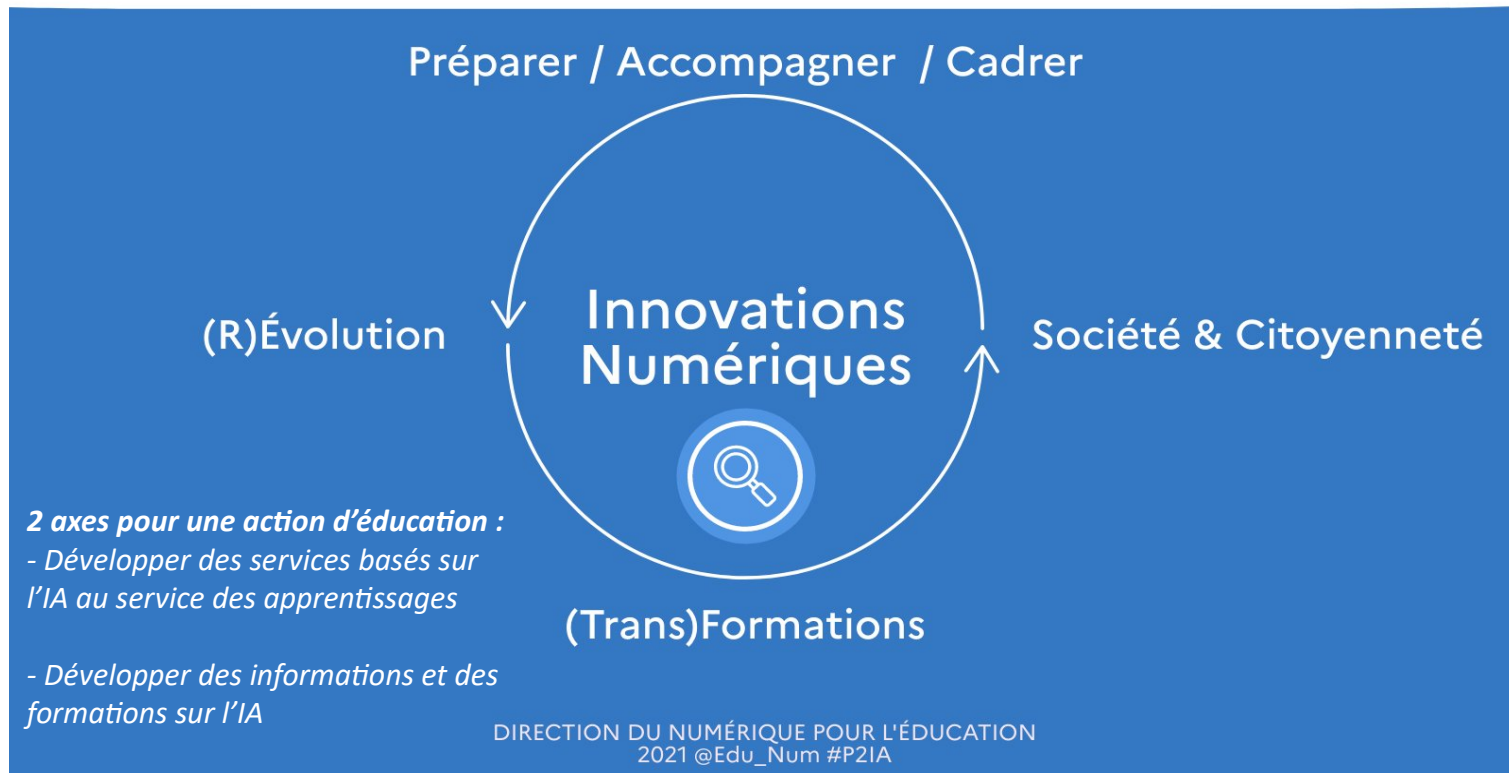 Préparer / Accompagner / Cadrer
(R)Évolution
Innovations
Numériques
Société & Citoyenneté
2 axes pour une action d’éducation :
- Développer des services basés sur
l’IA au service des apprentissages
- Développer des informations et des
formations sur l’IA
(Trans)Formations
DIRECTION DU NUMÉRIQUE POUR L'ÉDUCATION
2021 @Edu_Num #P2IA